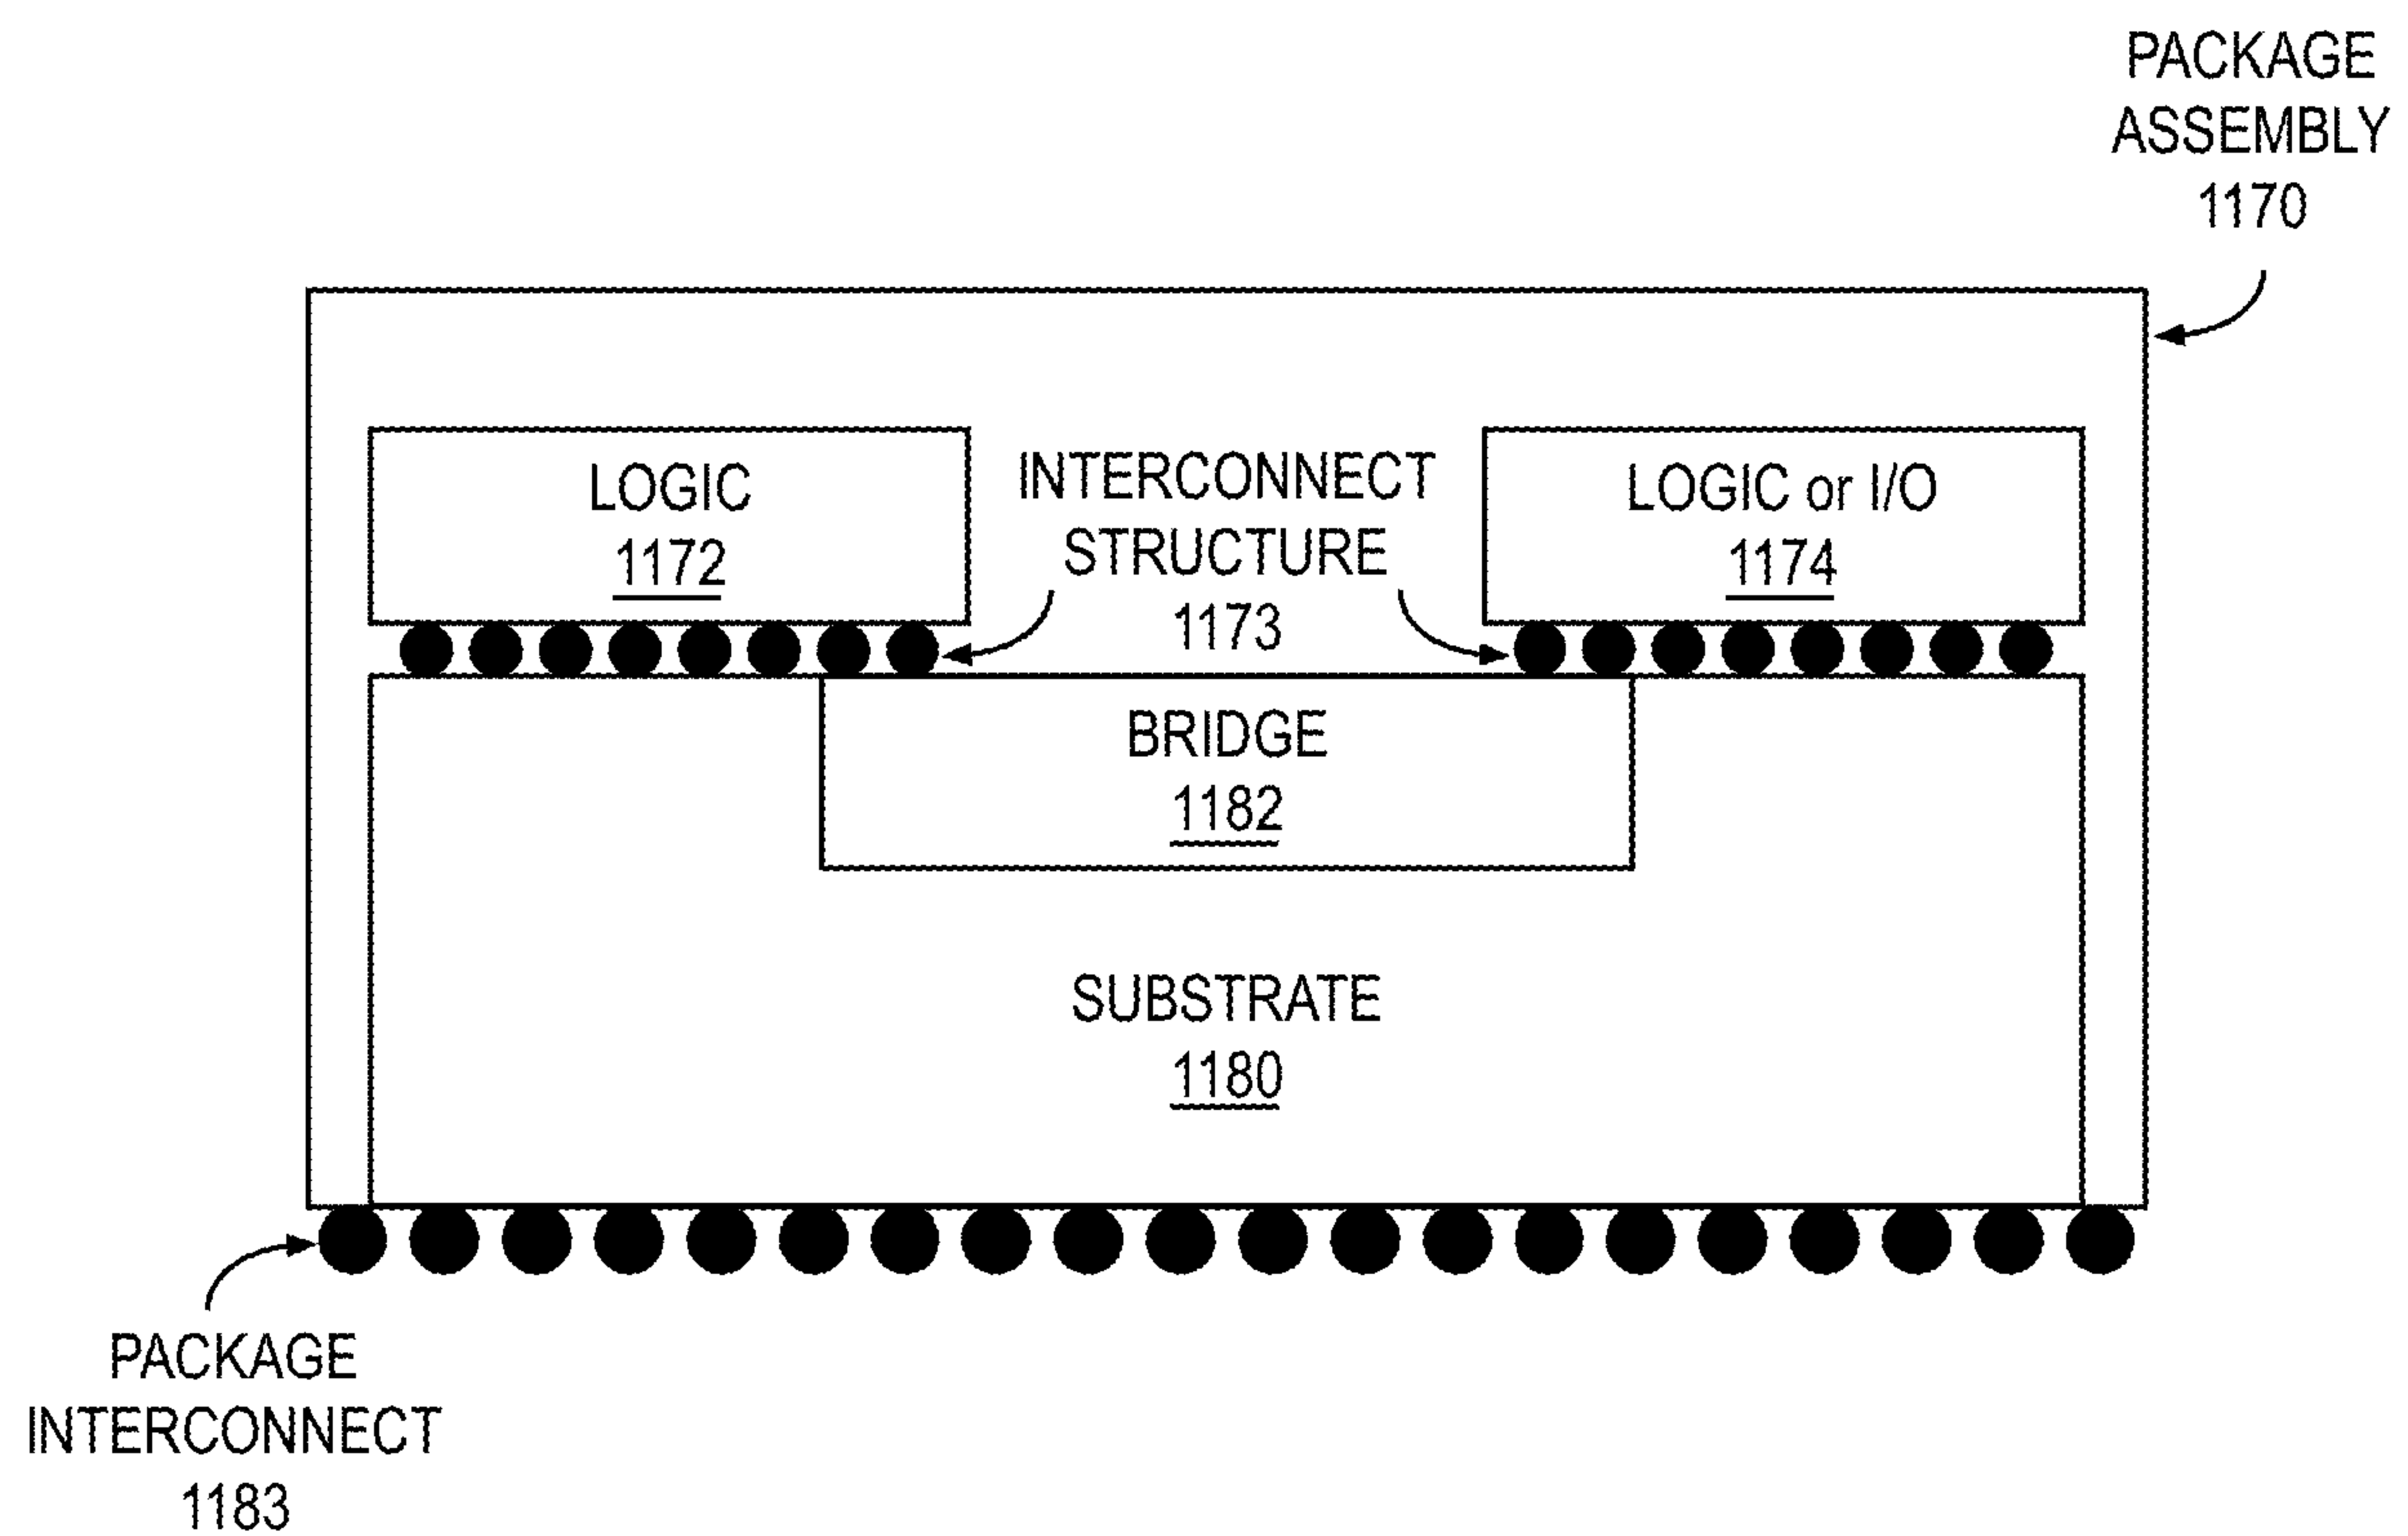 PACKAGE
ASSEMBLY
1170
LOGIC
1172
INTERCONNECT
STRUCTURE
1173
LOGIC or I/O
1174
BRIDGE
1182
SUBSTRATE
1180
PACKAGE
INTERCONNECT
1183